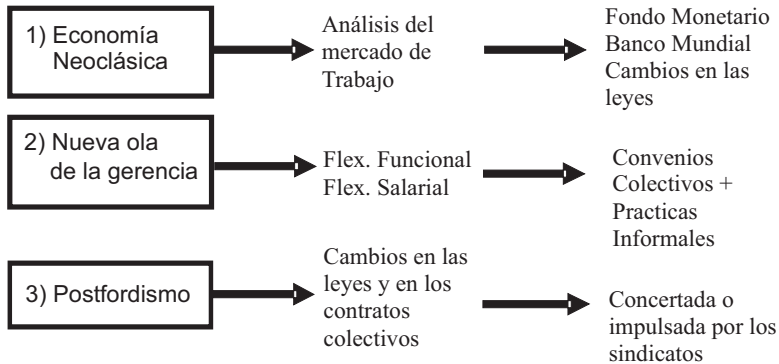 1) Economía
Neoclásica
Análisis del
mercado de
Trabajo
Fondo Monetario
Banco Mundial
Cambios en las
leyes
2) Nueva ola
de la gerencia
Flex. Funcional
Flex. Salarial
Convenios
Colectivos +
Practicas
Informales
3) Postfordismo
Cambios en las
leyes y en los
contratos
colectivos
Concertada o
impulsada por los
sindicatos